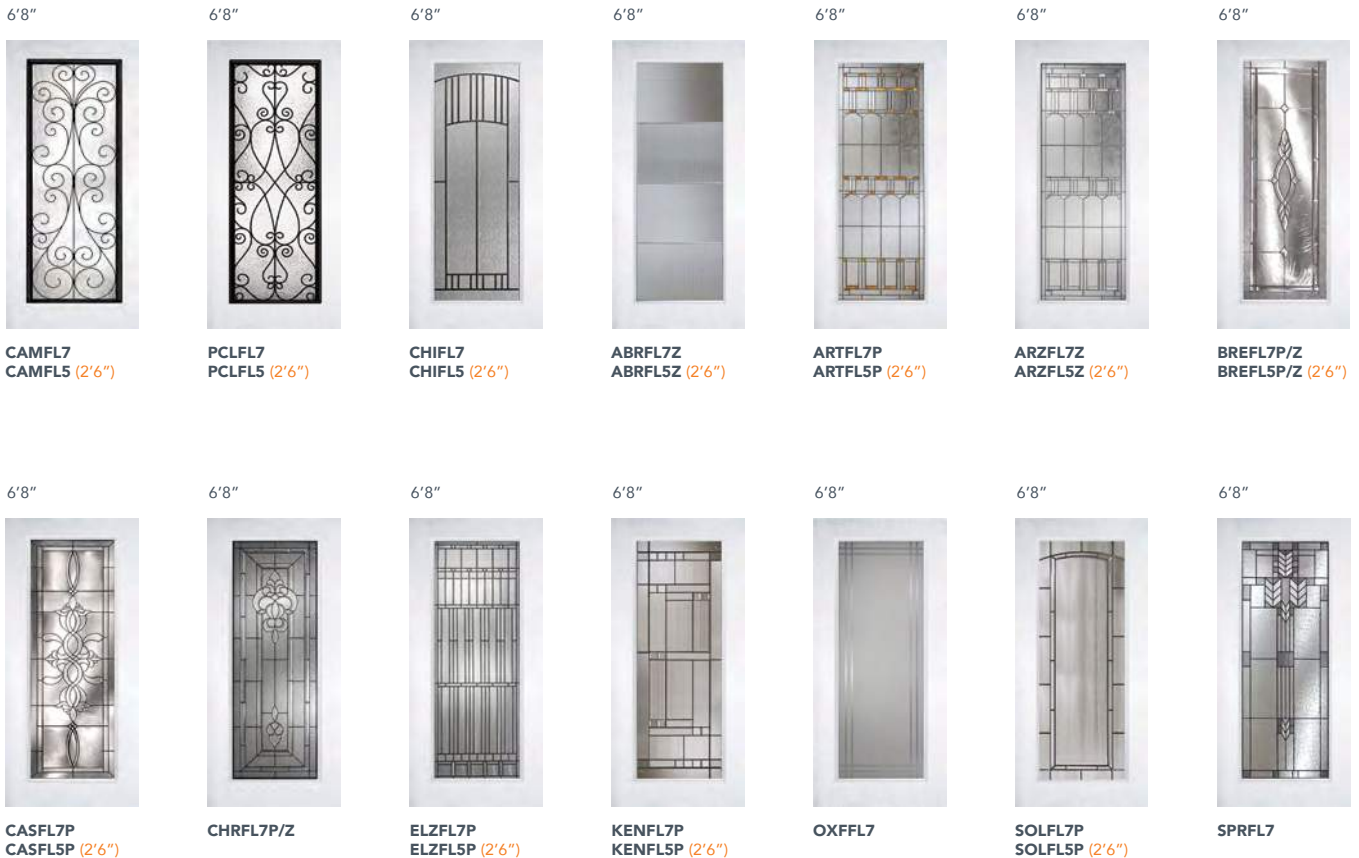 6’8” 6’8” 6’8” 6’8” 6’8” 6’8” 6’8”
CAMFL7 PCLFL7 CHIFL7 ABRFL7Z ARTFL7P ARZFL7Z BREFL7P/Z
CAMFL5 (2’6”) PCLFL5 (2’6”) CHIFL5 (2’6”) ABRFL5Z (2’6”) ARTFL5P (2’6”) ARZFL5Z (2’6”) BREFL5P/Z (2’6”)
6’8” 6’8” 6’8” 6’8” 6’8” 6’8” 6’8”
CASFL7P CHRFL7P/Z ELZFL7P KENFL7P OXFFL7 SOLFL7P SPRFL7
CASFL5P (2’6”) ELZFL5P (2’6”) KENFL5P (2’6”) SOLFL5P (2’6”)